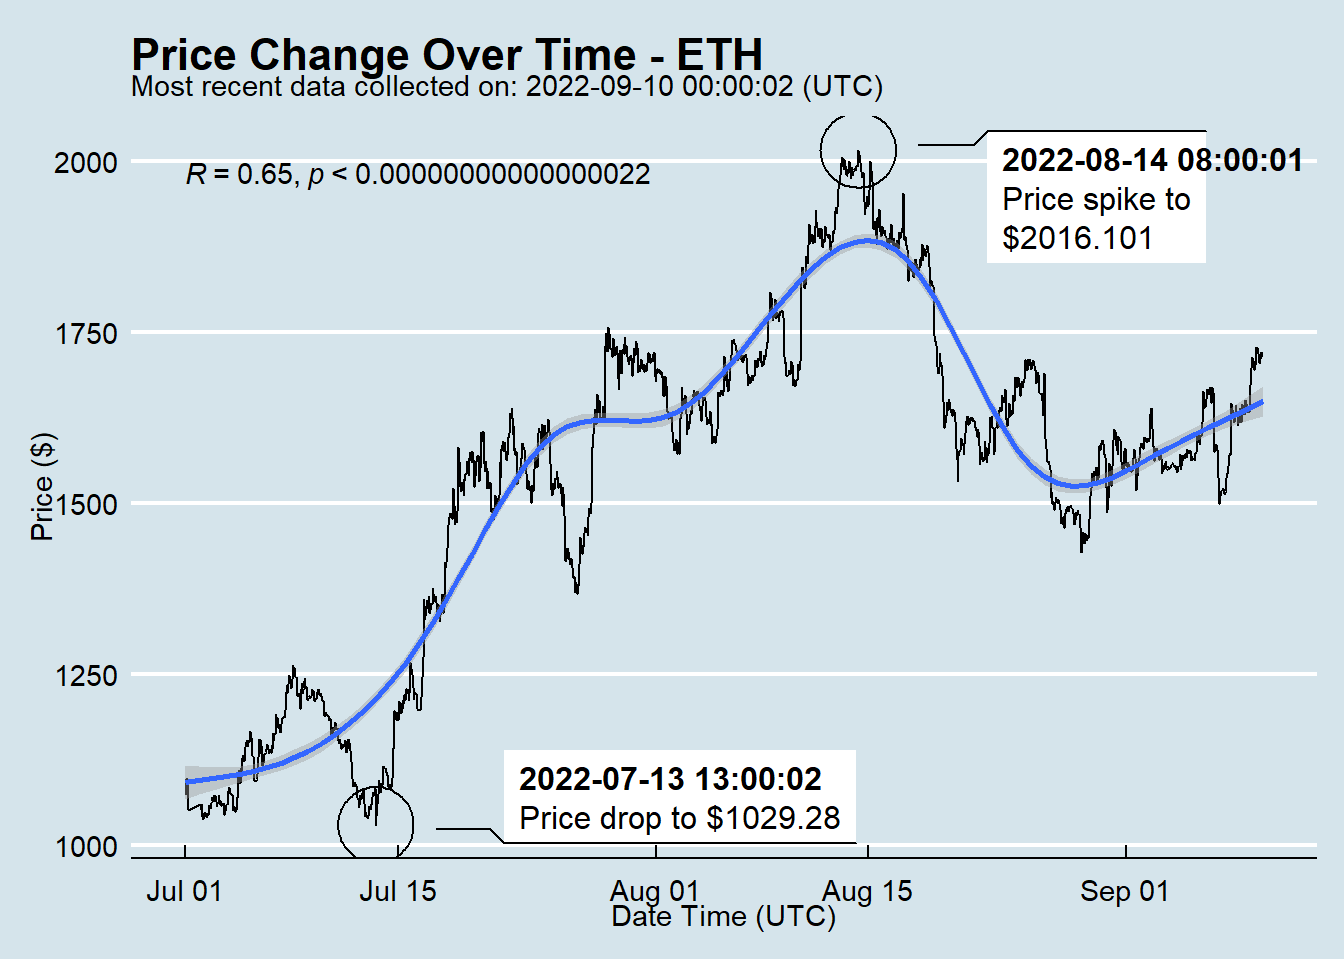 Price Change Over Time - ETH
Most recent data collected on: 2022-09-10 00:00:02 (UTC)
R = 0.65, p < 0.00000000000000022
2022-08-14 08:00:01
Price spike to
$2016.101
2022-07-13 13:00:02
Price drop to $1029.28
Price ($)
2000
1750
1500
1250
1000
Jul 01
Jul 15
Aug 01
Aug 15
Sep 01
Date Time (UTC)